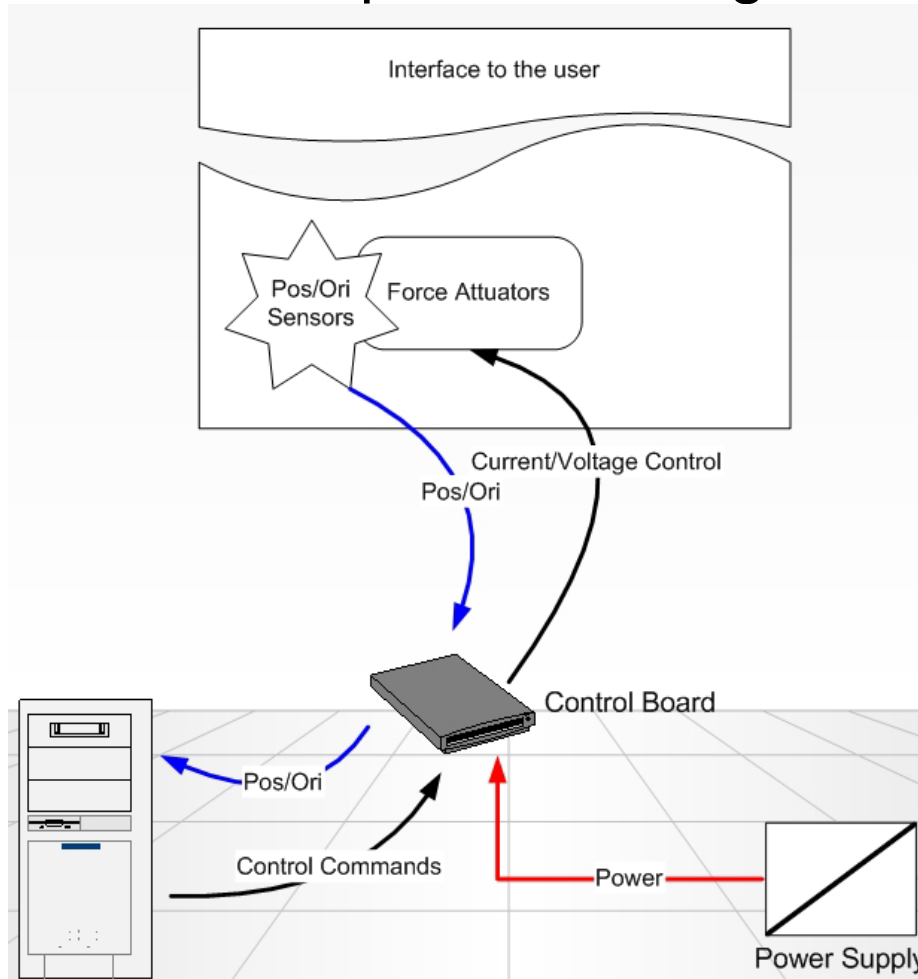 Interface to the user
Pos/Ori
Sensors
Force Attuators
Current/Voltage Control
Pos/Ori
Control Board
Pos/Ori
Control Commands
Power
Power Supply